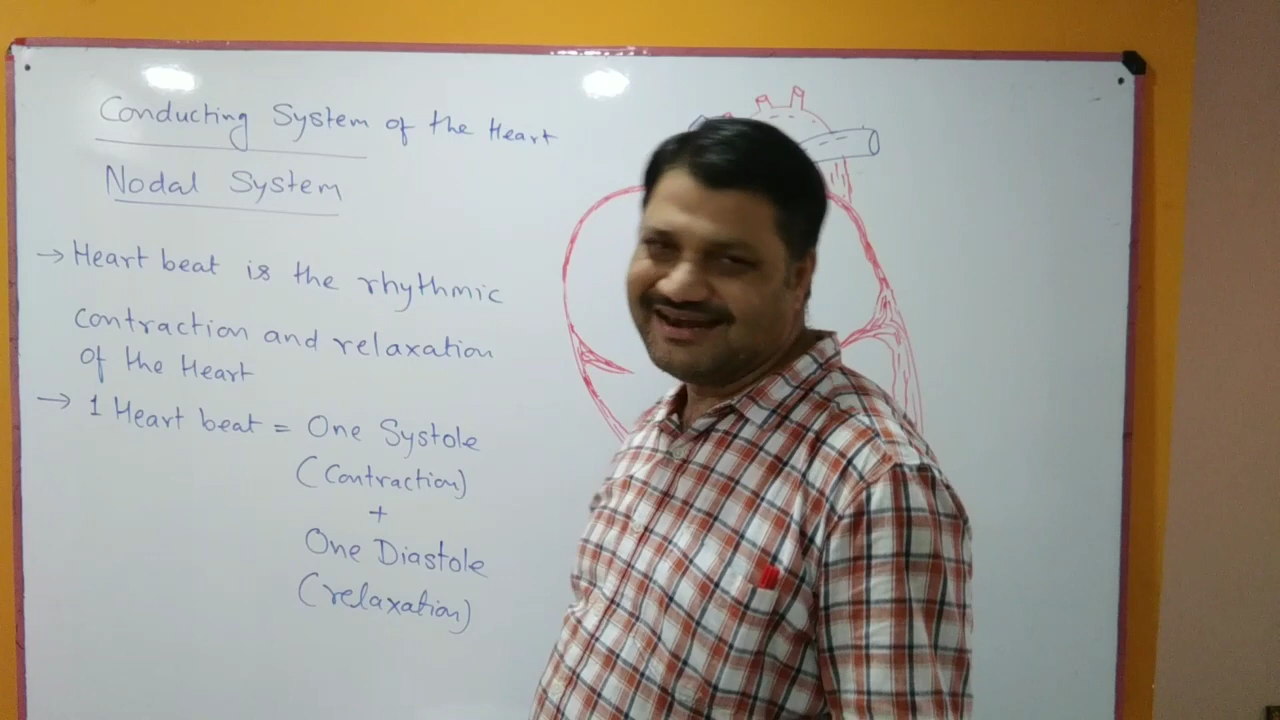 Conducting System of the Heart
Nodal System
→ Heart beat is the rhythmic
contraction and relaxation
of the Heart
→ 1 Heart beat = One Systole
(Contraction)
+
One Diastole
(relaxation)